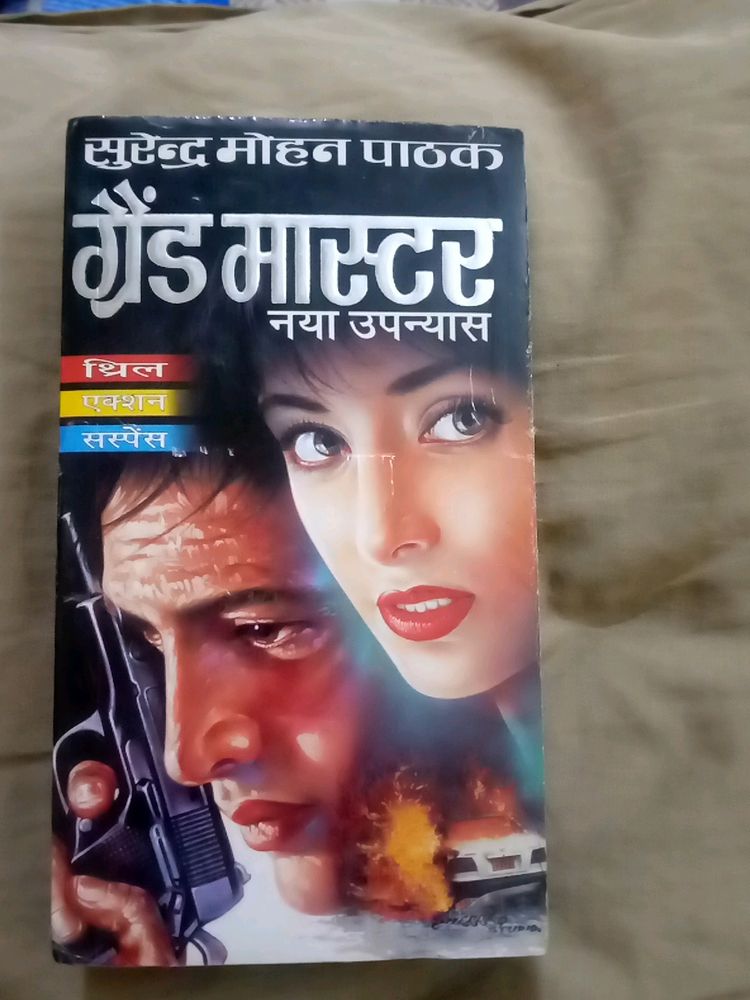 सुरेन्द्र मोहन पाठक
ग्रैंड मास्टर
नया उपन्यास
थ्रिल
एक्शन
सस्पेंस